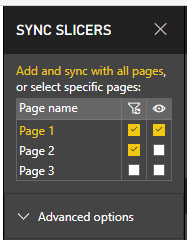 SYNC SLICERS
Add and sync with all pages,
or select specific pages:
Page name
Page 1
Page 2
Page 3
Advanced options